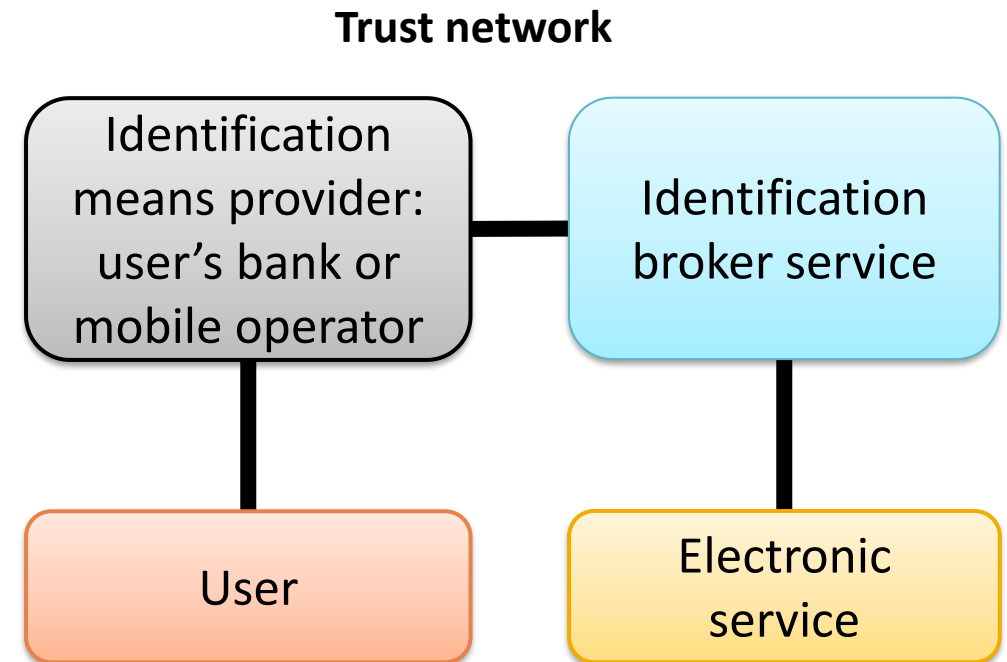 Trust network
Identification
means provider:
user’s bank or
mobile operator
Identification
broker service
User
Electronic
service